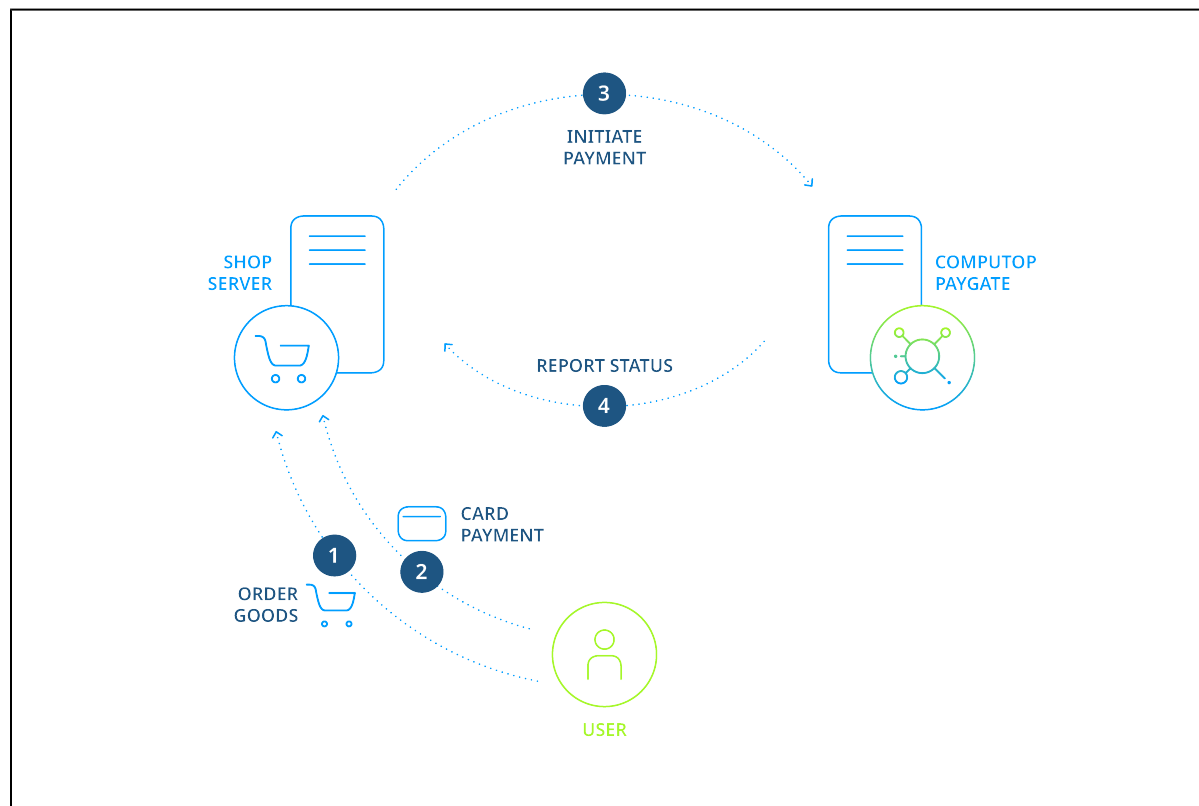 3
INITIATE
PAYMENT
SHOP
SERVER
COMPUTOP
PAYGATE
REPORT STATUS
4
CARD
PAYMENT
1
2
ORDER
GOODS
USER